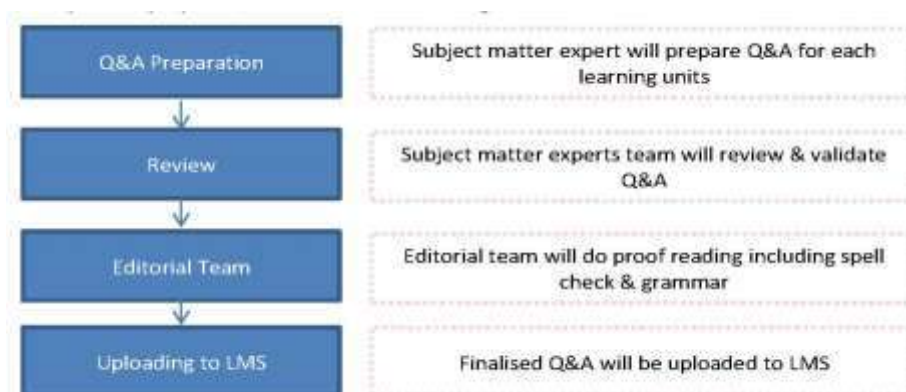 Q&A Preparation
Subject matter expert will prepare Q&A for each
learning units
Review
Subject matter experts team will review & validate
Q&A
Editorial Team
Editorial team will do proof reading including spell
check & grammar
Uploading to LMS
Finalised Q&A will be uploaded to LMS